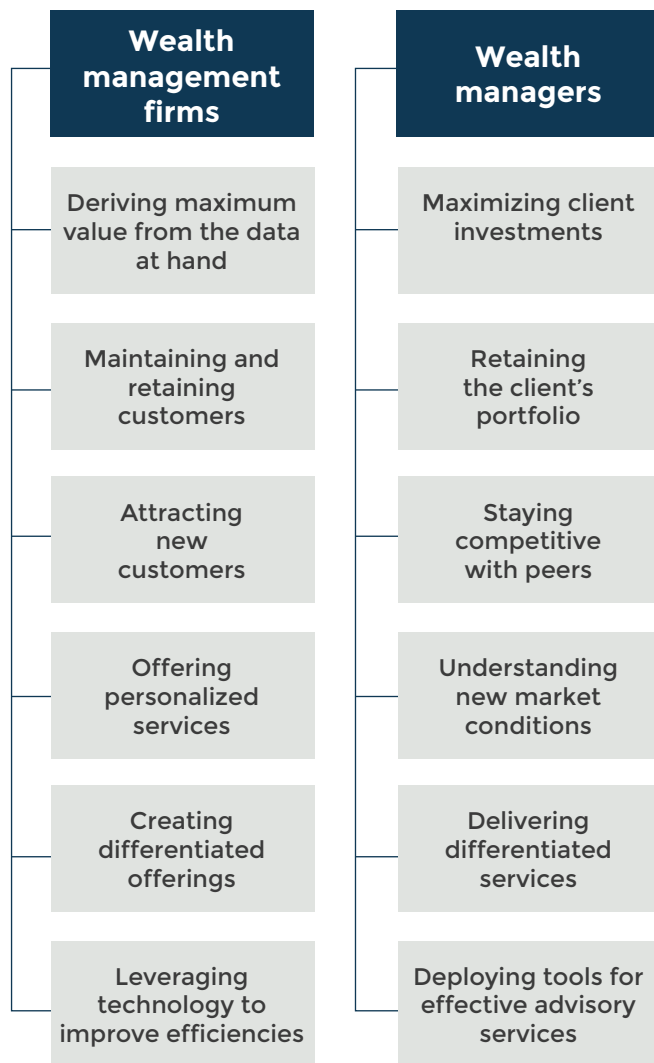 Wealth
management
firms
Deriving maximum
value from the data
at hand
Maintaining and
retaining
customers
Attracting
new
customers
Offering
personalized
services
Creating
differentiated
offerings
Leveraging
technology to
improve efficiencies
Wealth
managers
Maximizing client
investments
Retaining
the client’s
portfolio
Staying
competitive
with peers
Understanding
new market
conditions
Delivering
differentiated
services
Deploying tools for
effective advisory
services